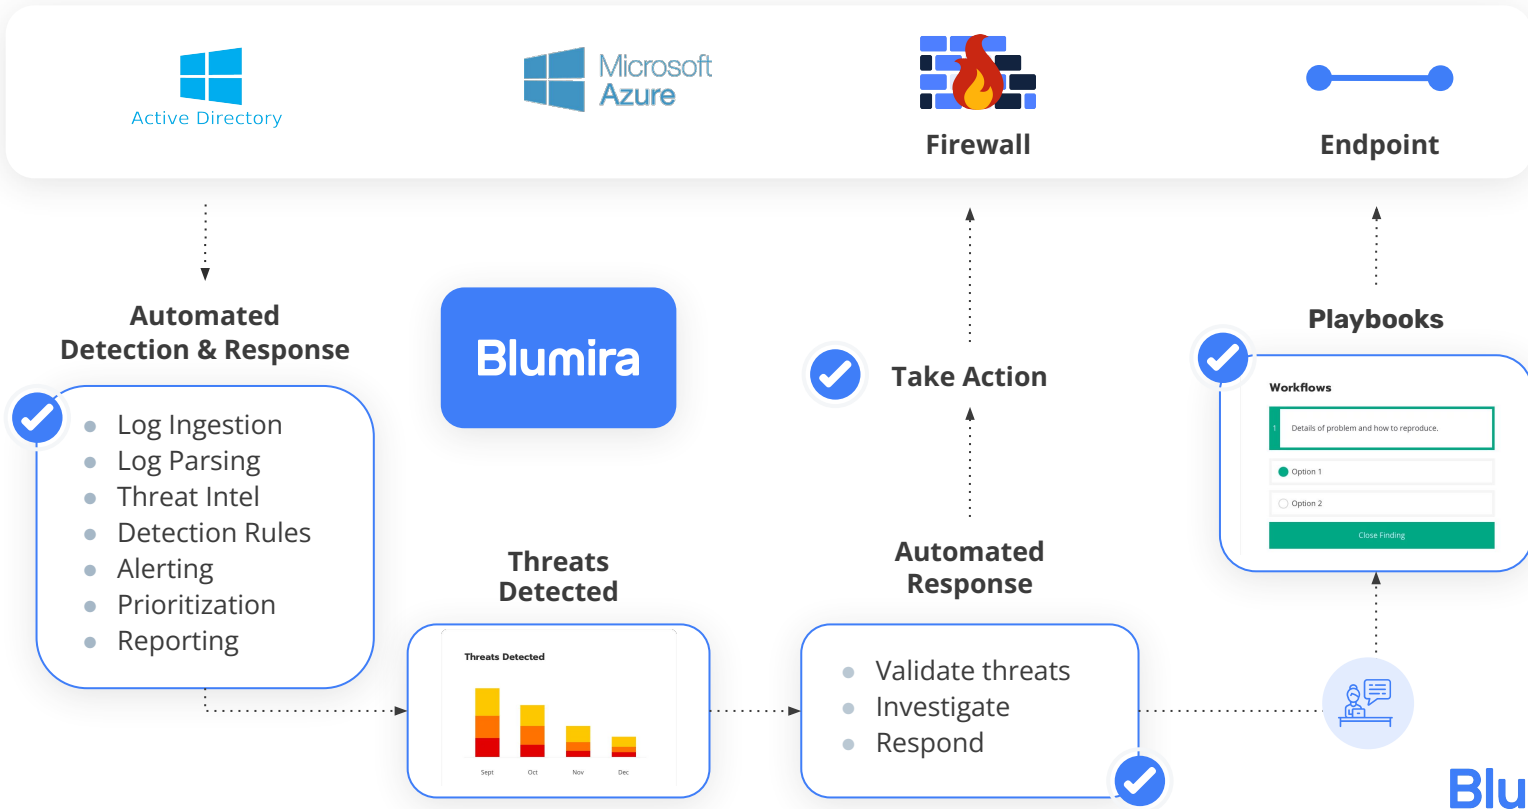 Active Directory
Microsoft
Azure
Firewall
Endpoint
Automated
Detection & Response
Log Ingestion
Log Parsing
Threat Intel
Detection Rules
Alerting
Prioritization
Reporting
Blumira
Threats
Detected
Threats Detected
Sept Oct Nov Dec
Take Action
Automated
Response
Validate threats
Investigate
Respond
Playbooks
Workflows
1 Details of problem and how to reproduce.
Option 1
Option 2
Close Finding
Blu